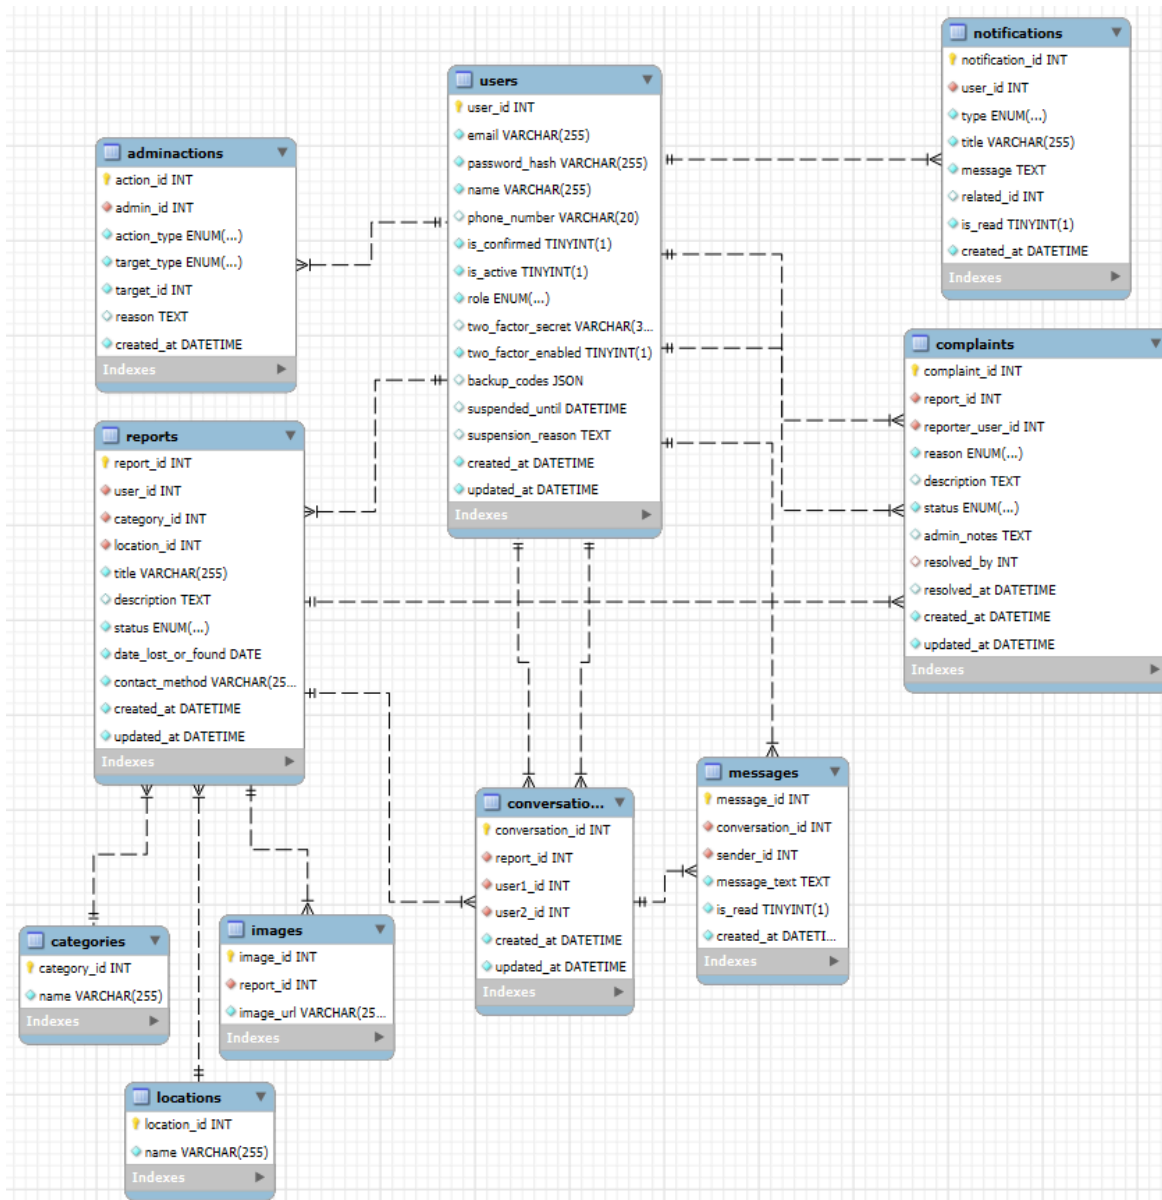 notifications
notification_id INT
user_id INT
type ENUM(...)
title VARCHAR(255)
message TEXT
related_id INT
is_read TINYINT(1)
created_at DATETIME
Indexes
users
user_id INT
email VARCHAR(255)
password_hash VARCHAR(255)
name VARCHAR(255)
phone_number VARCHAR(20)
is_confirmed TINYINT(1)
is_active TINYINT(1)
role ENUM(...)
two_factor_secret VARCHAR(3...
two_factor_enabled TINYINT(1)
backup_codes JSON
suspended_until DATETIME
suspension_reason TEXT
created_at DATETIME
updated_at DATETIME
Indexes
adminactions
action_id INT
admin_id INT
action_type ENUM(...)
target_type ENUM(...)
target_id INT
reason TEXT
created_at DATETIME
Indexes
complaints
complaint_id INT
report_id INT
reporter_user_id INT
reason ENUM(...)
description TEXT
status ENUM(...)
admin_notes TEXT
resolved_by INT
resolved_at DATETIME
created_at DATETIME
updated_at DATETIME
Indexes
reports
report_id INT
user_id INT
category_id INT
location_id INT
title VARCHAR(255)
description TEXT
status ENUM(...)
date_lost_or_found DATE
contact_method VARCHAR(25...
created_at DATETIME
updated_at DATETIME
Indexes
messages
message_id INT
conversation_id INT
sender_id INT
message_text TEXT
is_read TINYINT(1)
created_at DATETI...
Indexes
conversatio...
conversation_id INT
report_id INT
user1_id INT
user2_id INT
created_at DATETIME
updated_at DATETIME
Indexes
categories
category_id INT
name VARCHAR(255)
Indexes
images
image_id INT
report_id INT
image_url VARCHAR(25...
Indexes
locations
location_id INT
name VARCHAR(255)
Indexes